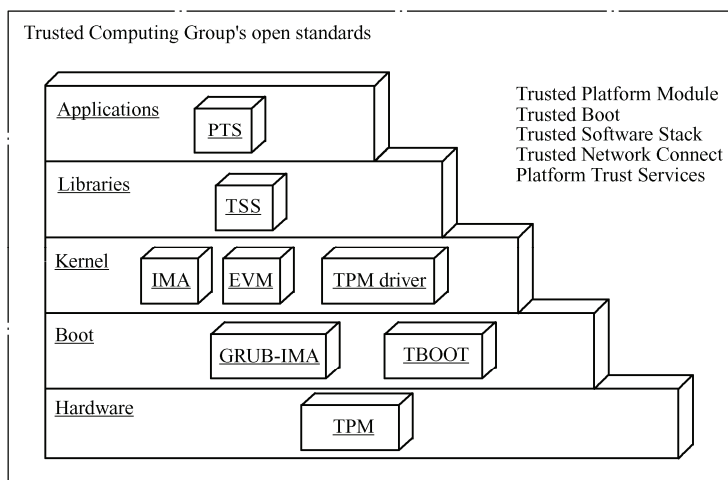 Trusted Computing Group's open standards
Applications
PTS
Trusted Platform Module
Trusted Boot
Trusted Software Stack
Trusted Network Connect
Platform Trust Services
Libraries
TSS
Kernel
IMA
EVM
TPM driver
Boot
GRUB-IMA
TBOOT
Hardware
TPM